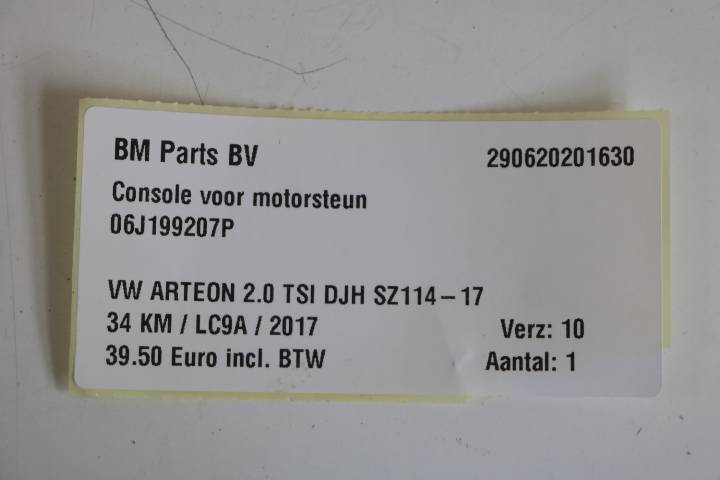 BM Parts BV 290620201630
Console voor motorsteun
06J199207P
VW ARTEON 2.0 TSI DJH SZ114-17
34 KM / LC9A / 2017 Verz: 10
39.50 Euro incl. BTW Aantal: 1